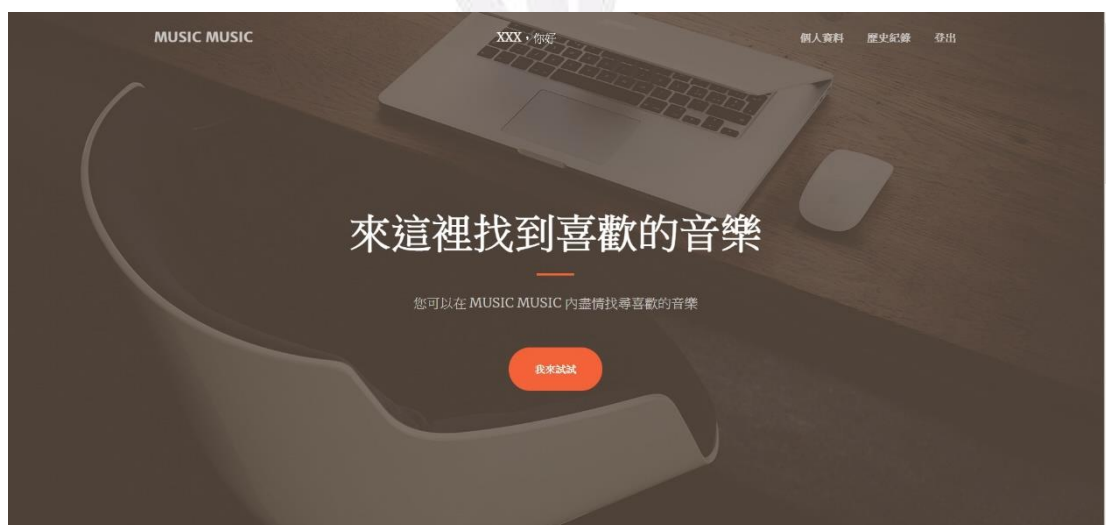 MUSIC MUSIC
XXX，你好
個人資料 歷史紀錄 登出
來這裡找到喜歡的音樂
您可以在 MUSIC MUSIC 內盡情找尋喜歡的音樂
我來試試